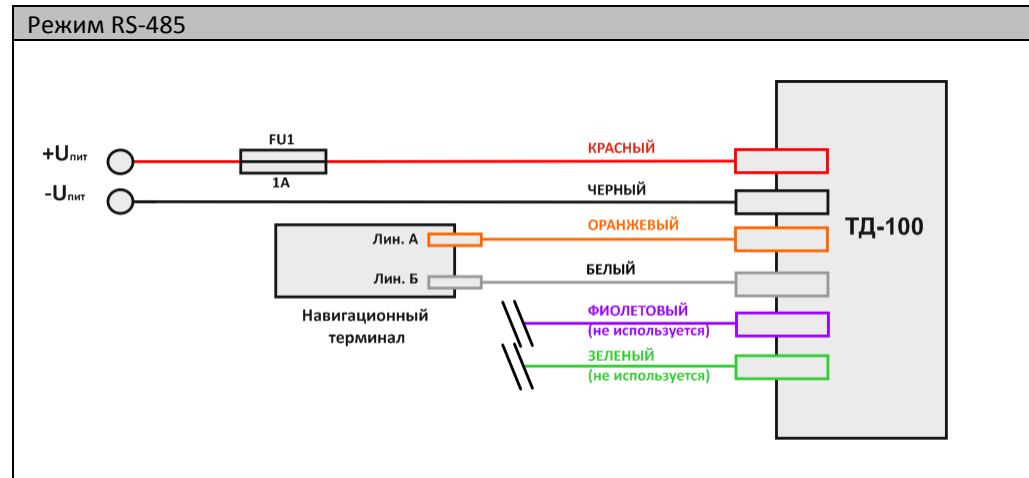 Режим RS-485
+Uпит
FU1
1А
КРАСНЫЙ
-Uпит
ЧЕРНЫЙ
Лин. А
ОРАНЖЕВЫЙ
ТД-100
Лин. Б
БЕЛЫЙ
Навигационный
терминал
ФИОЛЕТОВЫЙ
(не используется)
ЗЕЛЕНЫЙ
(не используется)